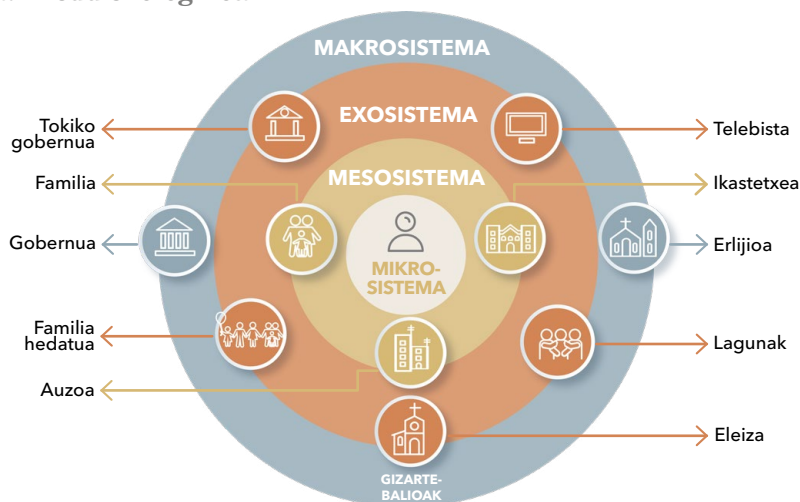 MAKROSISTEMA
EXOSISTEMA
MESOSISTEMA
MIKRO-
SISTEMA
Tokiko
gobernua
Familia
Gobernua
Familia
hedatua
Auzoa
Telebista
Ikastetxea
Erlijioa
Lagunak
Eleiza
GIZARTE-
BALIOAK